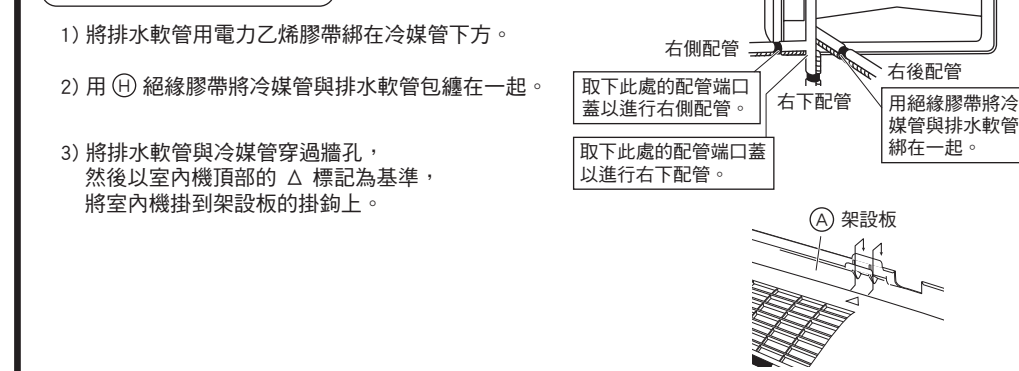 1) 將排水軟管用電力乙烯膠帶綁在冷媒管下方。
2) 用 Ⓗ 絕緣膠帶將冷媒管與排水軟管包纏在一起。
3) 將排水軟管與冷媒管穿過牆孔，
然後以室內機頂部的 △ 標記為基準，
將室內機掛到架設板的掛鉤上。
右側配管
取下此處的配管端口
蓋以進行右側配管。
右下配管
右後配管
用絕緣膠帶將冷
媒管與排水軟管
綁在一起。
取下此處的配管端口蓋
以進行右下配管。
Ⓐ 架設板